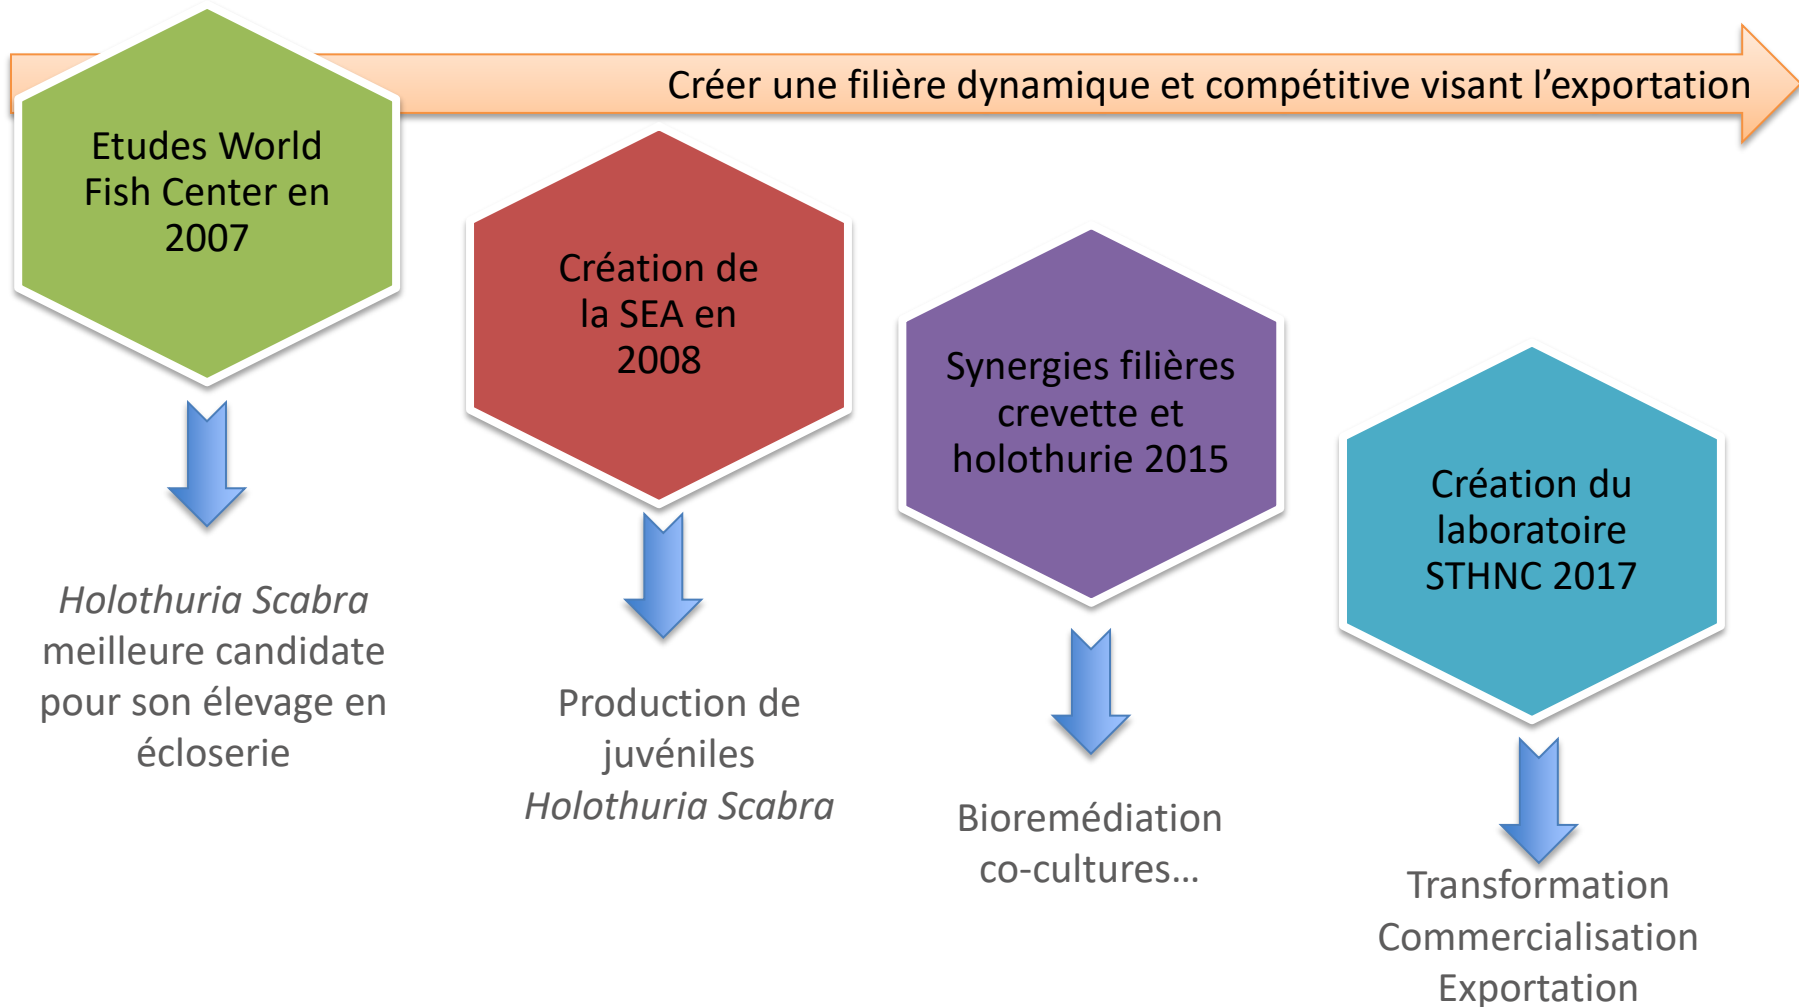 Créer une filière dynamique et compétitive visant l’exportation
Etudes World
Fish Center en
2007
Holothuria Scabra
meilleure candidate
pour son élevage en
écloserie
Création de
la SEA en
2008
Production de
juvéniles
Holothuria Scabra
Synergies filières
crevette et
holothurie 2015
Bioremédiation
co-cultures…
Création du
laboratoire
STHNC 2017
Transformation
Commercialisation
Exportation